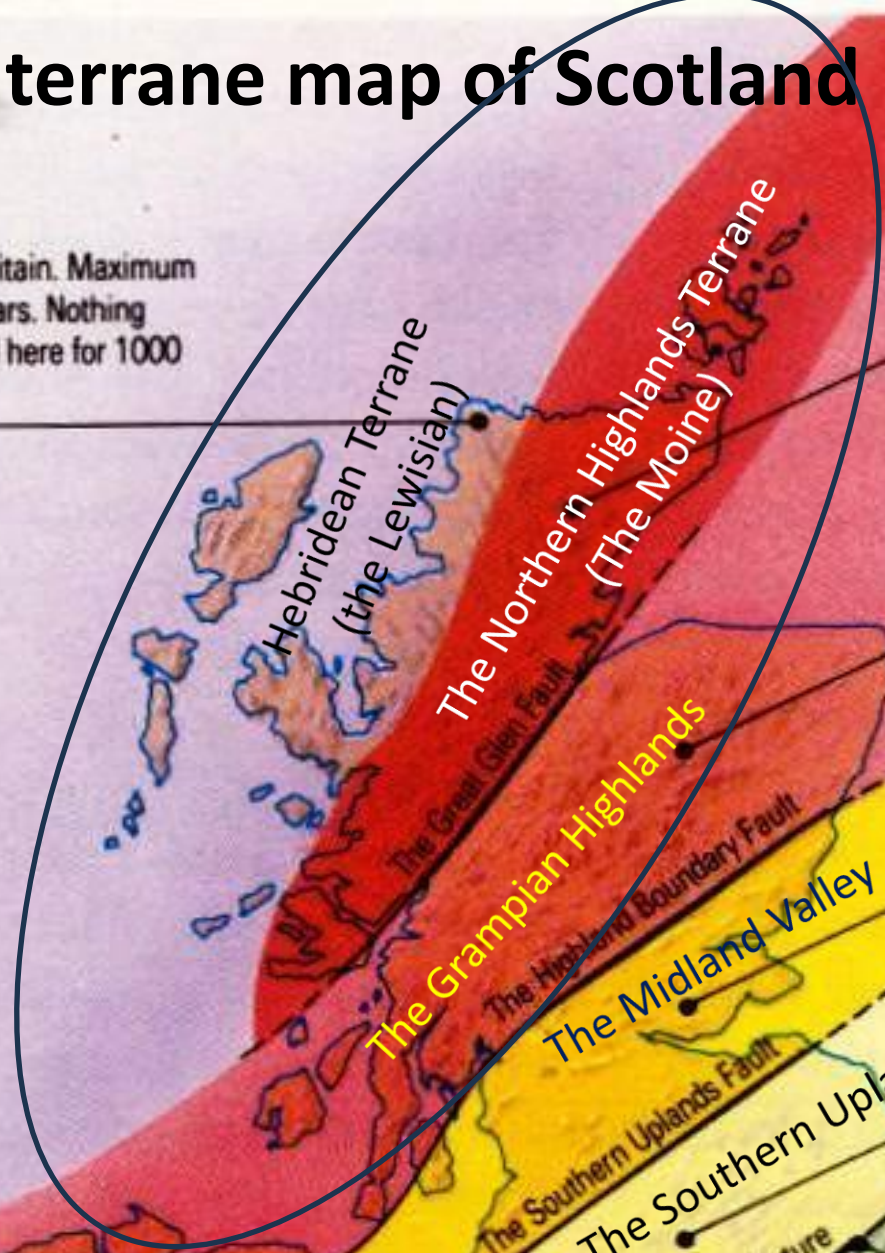 terrane map of Scotland
itain. Maximum
ars. Nothing
here for 1000
Hebridean Terrane
(the Lewisian)
The Northern Highlands Terrane
(The Moine)
The Great Glen Fault
The Grampian Highlands
The Highland Boundary Fault
The Midland Valley
The Southern Uplands Fault
The Southern Upla
ture